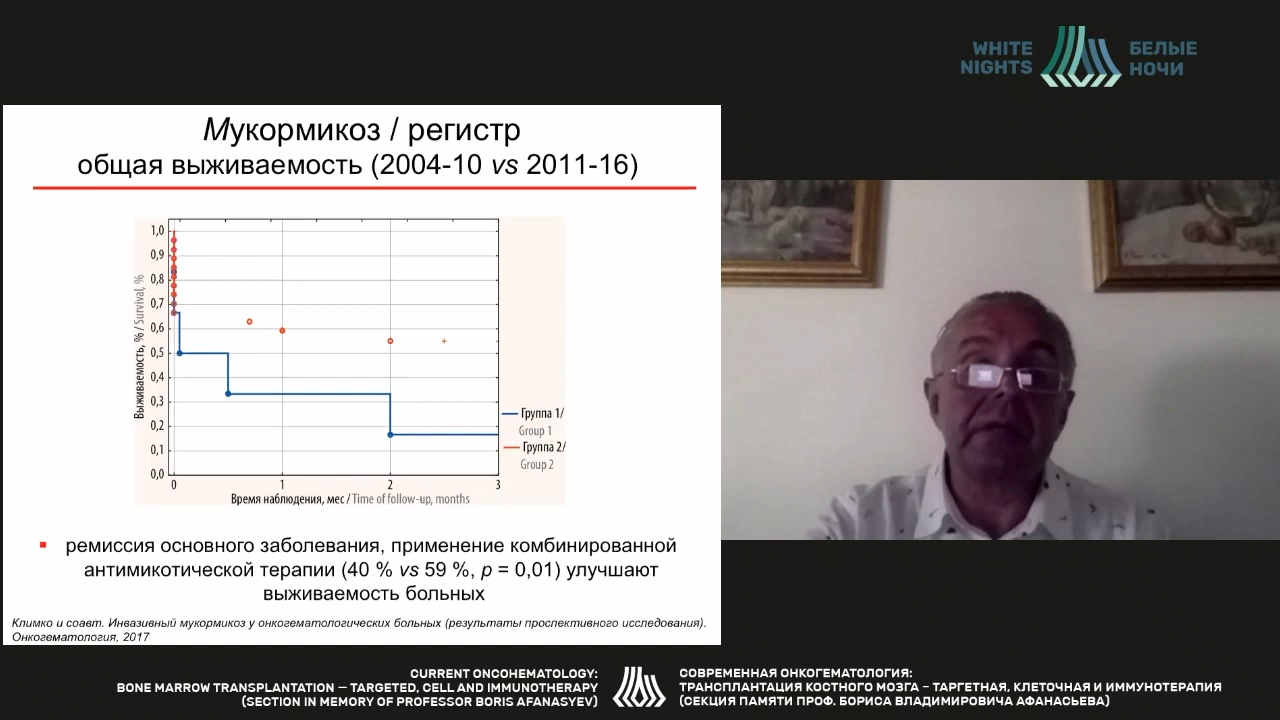 WHITE
NIGHTS
БЕЛЫЕ
НОЧИ
Мукормикоз / регистр
общая выживаемость (2004-10 vs 2011-16)
Выживаемость, % / Survival, %
1,0
0,9
0,8
0,7
0,6
0,5
0,4
0,3
0,2
0,1
0,0
0 1 2 3
Время наблюдения, мес / Time of follow-up, months
Группа 1/
Group 1
Группа 2/
Group 2
▪ ремиссия основного заболевания, применение комбинированной
антимикотической терапии (40 % vs 59 %, p = 0,01) улучшают
выживаемость больных
Климко и соавт. Инвазивный мукормикоз у онкогематологических больных (результаты проспективного исследования).
Онкогематология, 2017
CURRENT ONCOHEMATOLOGY:
BONE MARROW TRANSPLANTATION – TARGETED, CELL AND IMMUNOTHERAPY
(SECTION IN MEMORY OF PROFESSOR BORIS AFANASYEV)
СОВРЕМЕННАЯ ОНКОГЕМАТОЛОГИЯ:
ТРАНСПЛАНТАЦИЯ КОСТНОГО МОЗГА – ТАРГЕТНАЯ, КЛЕТОЧНАЯ И ИММУНОТЕРАПИЯ
(СЕКЦИЯ ПАМЯТИ ПРОФ. БОРИСА ВЛАДИМИРОВИЧА АФАНАСЬЕВА)